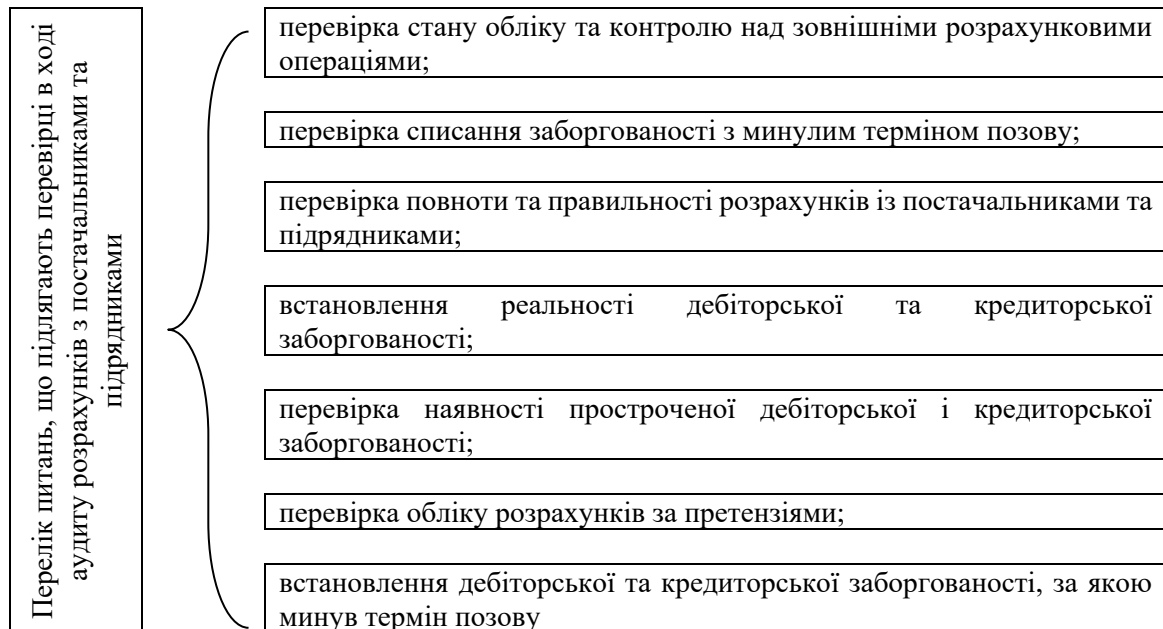 Перелік питань, що підлягають перевірці в ході
аудиту розрахунків з постачальниками та
підрядниками
перевірка стану обліку та контролю над зовнішніми розрахунковими
операціями;
перевірка списання заборгованості з минулим терміном позову;
перевірка повноти та правильності розрахунків із постачальниками та
підрядниками;
встановлення реальності дебіторської та кредиторської
заборгованості;
перевірка наявності простроченої дебіторської і кредиторської
заборгованості;
перевірка обліку розрахунків за претензіями;
встановлення дебіторської та кредиторської заборгованості, за якою
минув термін позову